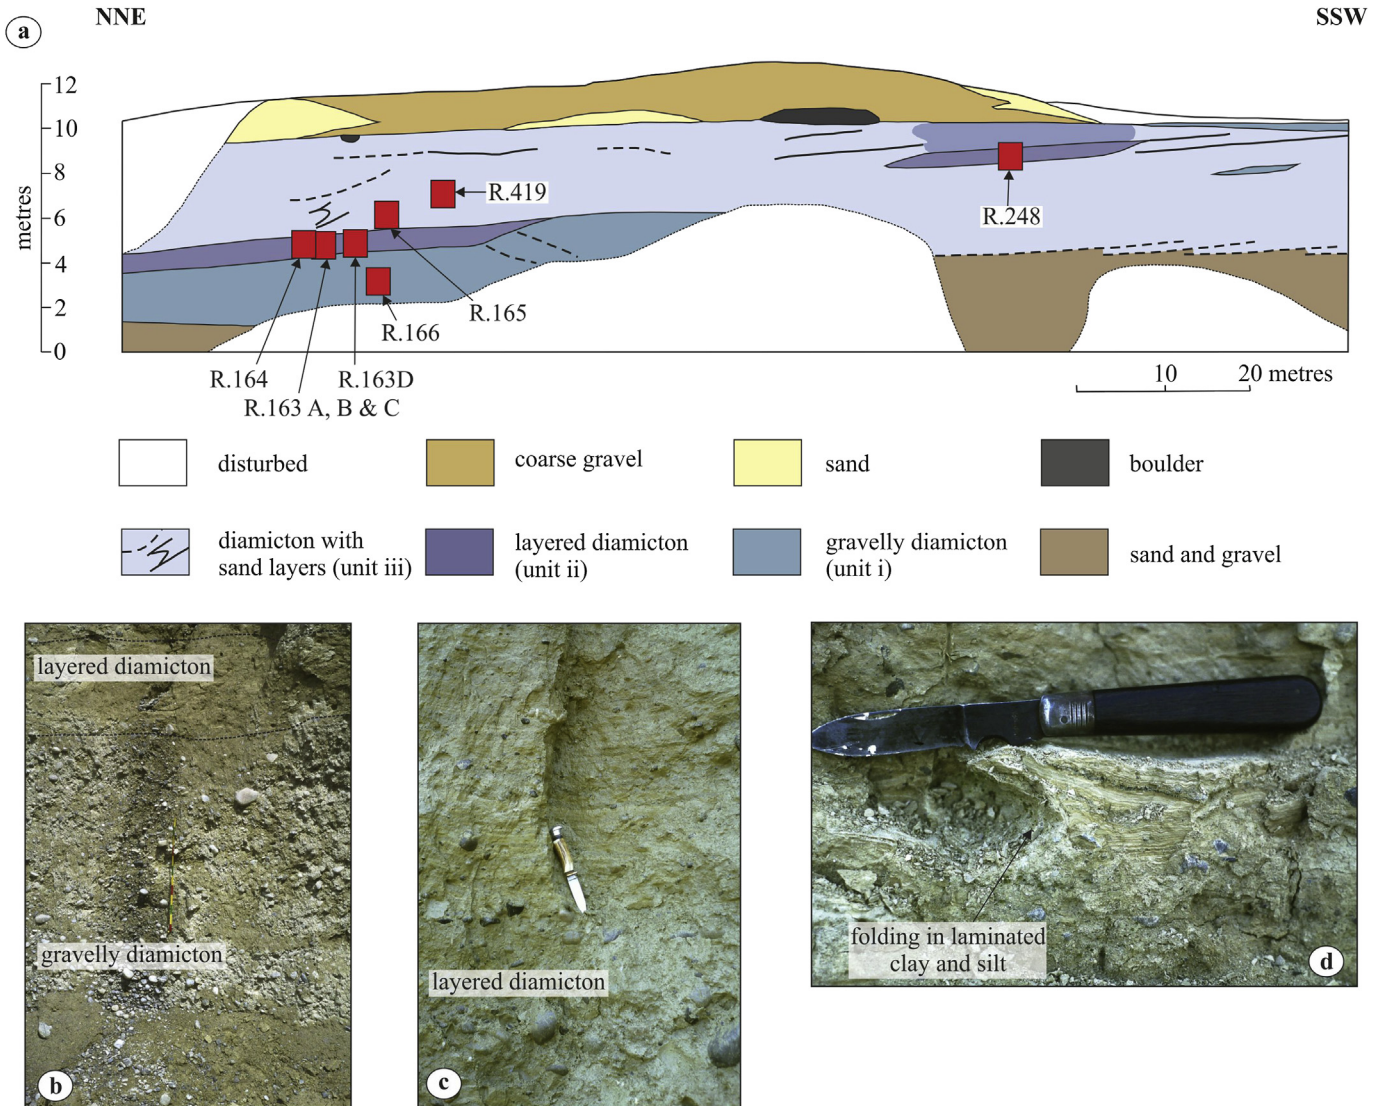 NNE
SSW
a
12
10
8
6
4
2
0
metres
R.419
R.248
R.165
R.166
R.164
R.163D
R.163 A, B & C
10
20 metres
disturbed
coarse gravel
sand
boulder
diamicton with
sand layers (unit iii)
layered diamicton
(unit ii)
gravelly diamicton
(unit i)
sand and gravel
layered diamicton
gravelly diamicton
b
layered diamicton
c
folding in laminated
clay and silt
d